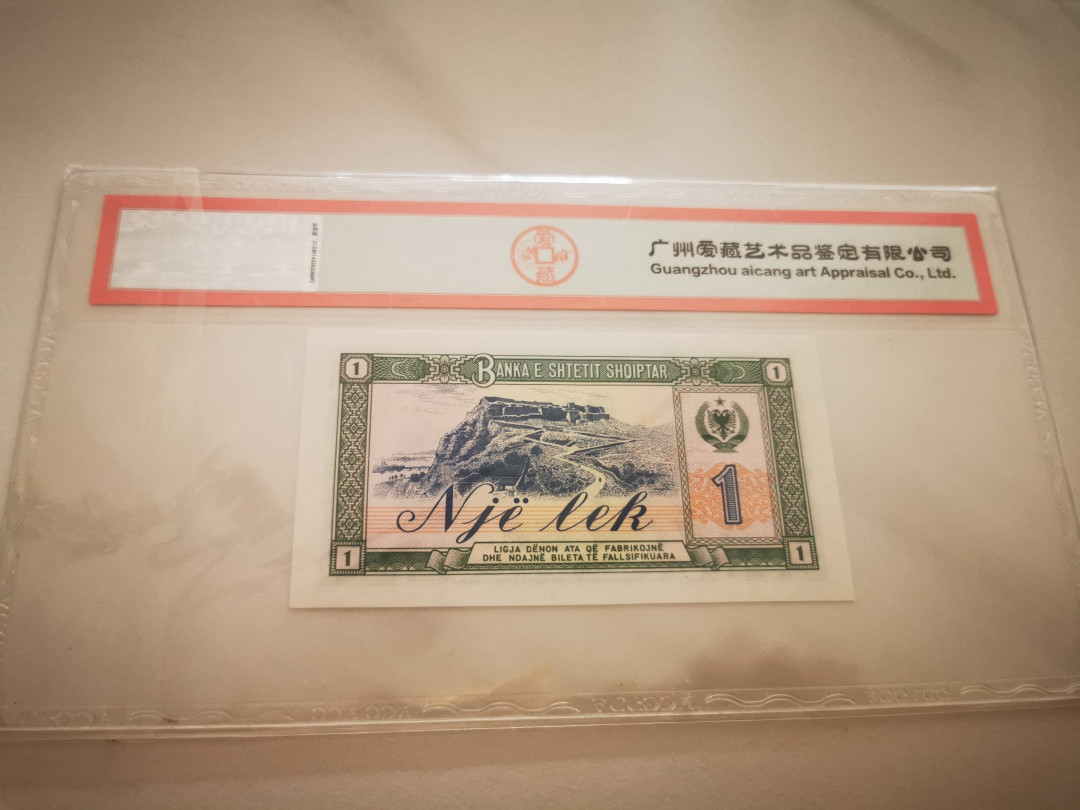 爱
藏
广州爱藏艺术品鉴定有限公司
Guangzhou aicang art Appraisal Co., Ltd.
1
BANKA E SHTETIT SHQIPTAR
1
Një lek
1
1
LIGJA DËNON ATA QË FABRIKOJNË
DHE NDAJNË BILETA TË FALLSIFIKUARA
1